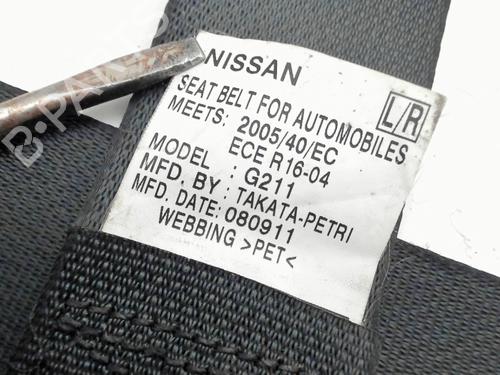 NISSAN
SEAT BELT FOR AUTOMOBILES
MEETS: 2005/40/EC
ECE R16-04
L/R
MODEL : G211
MFD. BY : TAKATA-PETRI
MFD. DATE: 080911
WEBBING >PET<
B-PARTS